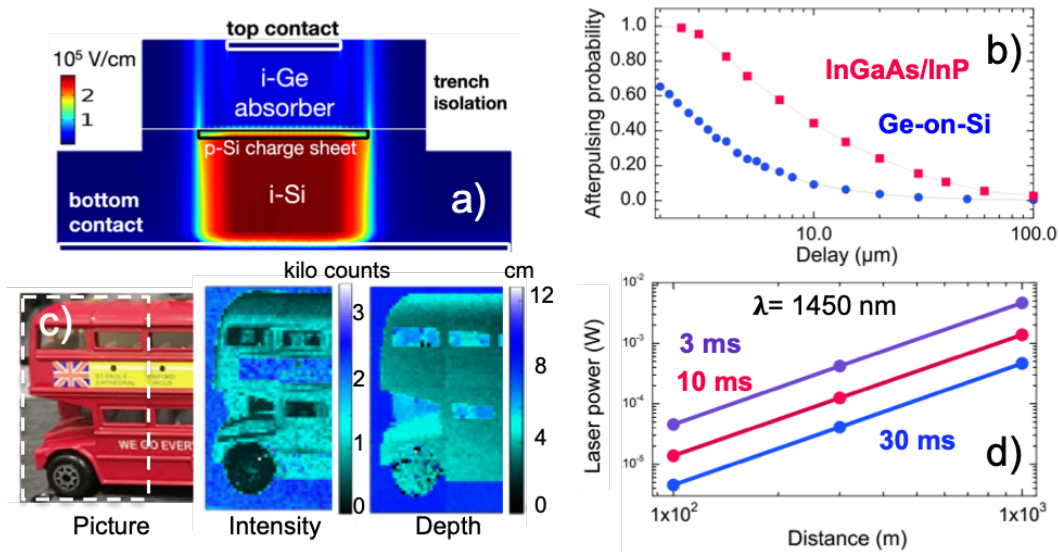 a)
top contact
10⁵ V/cm
2
1
i-Ge
absorber
trench
isolation
p-Si charge sheet
i-Si
bottom
contact
b)
Afterpulsing probability
1.0
0.80
0.60
0.40
0.20
0.0
InGaAs/InP
Ge-on-Si
10.0
100.0
Delay (µm)
c)
WE GO EVERY
Picture
kilo counts
3
2
1
0
Intensity
cm
12
8
4
0
Depth
d)
Laser power (W)
10⁻²
10⁻³
10⁻⁴
10⁻⁵
λ= 1450 nm
3 ms
10 ms
30 ms
1x10²
1x10³
Distance (m)